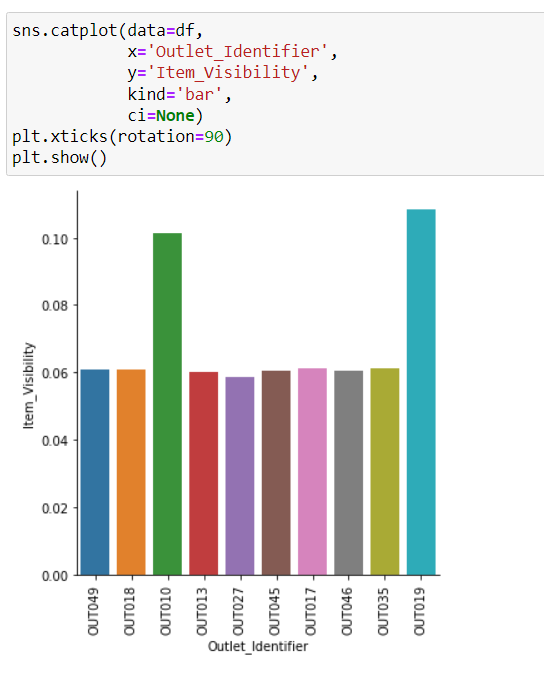 sns.catplot(data=df,
            x='Outlet_Identifier',
            y='Item_Visibility',
            kind='bar',
            ci=None)
plt.xticks(rotation=90)
plt.show()
0.10
0.08
0.06
0.04
0.02
0.00
Item_Visibility
OUT049
OUT018
OUT010
OUT013
OUT027
OUT045
OUT017
OUT046
OUT035
OUT019
Outlet_Identifier